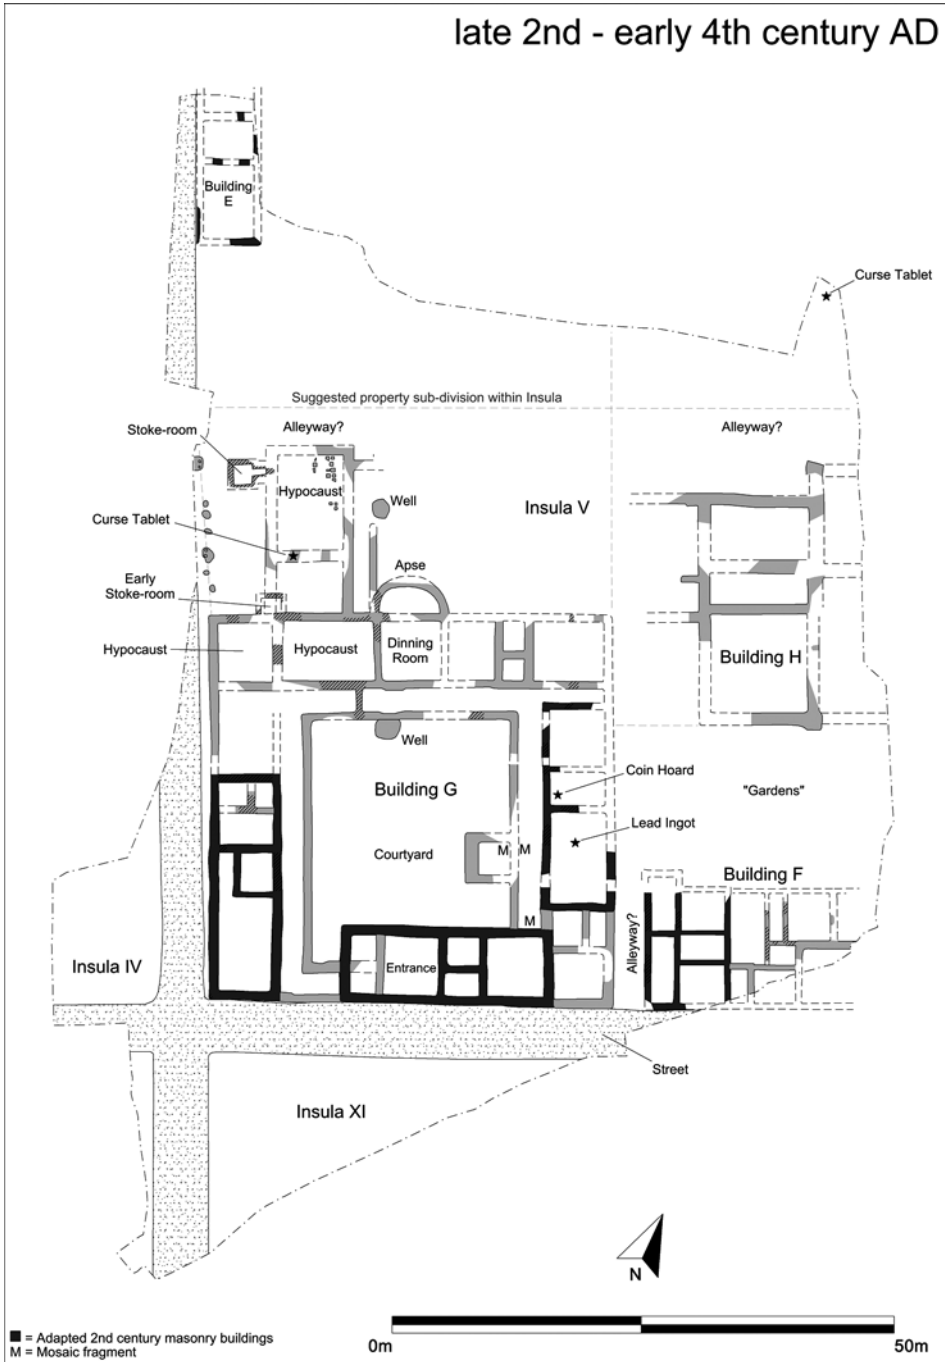 late 2nd - early 4th century AD
Building
E
Curse Tablet
Suggested property sub-division within Insula
Alleyway?
Alleyway?
Stoke-room
Hypocaust
Well
Insula V
Curse Tablet
Apse
Early
Stoke-room
Hypocaust
Hypocaust
Dinning
Room
Building H
Well
Coin Hoard
Building G
"Gardens"
Lead Ingot
Courtyard
M
M
Building F
M
Alleyway?
Insula IV
Entrance
Street
Insula XI
N
■ = Adapted 2nd century masonry buildings
M = Mosaic fragment
0m
50m